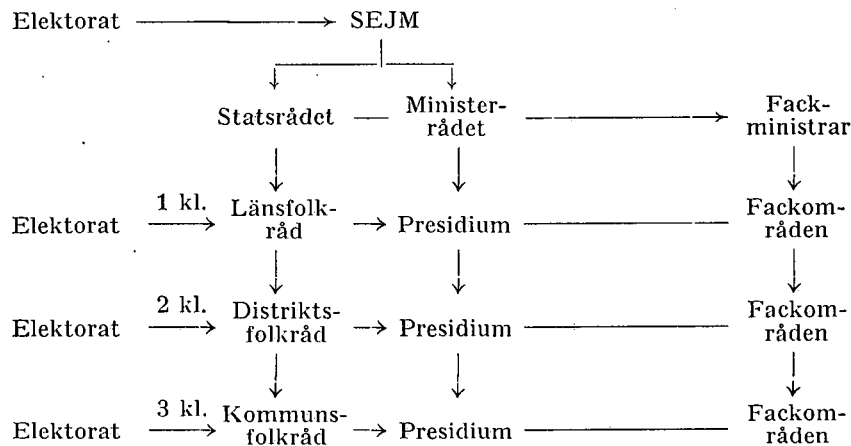 Elektorat SEJM
Statsrådet Minister-
rådet Fack-
ministrar
Elektorat 1 kl. Länsfolk-
råd Presidium Fackom-
råden
Elektorat 2 kl. Distrikts-
folkråd Presidium Fackom-
råden
Elektorat 3 kl. Kommuns-
folkråd Presidium Fackom-
råden